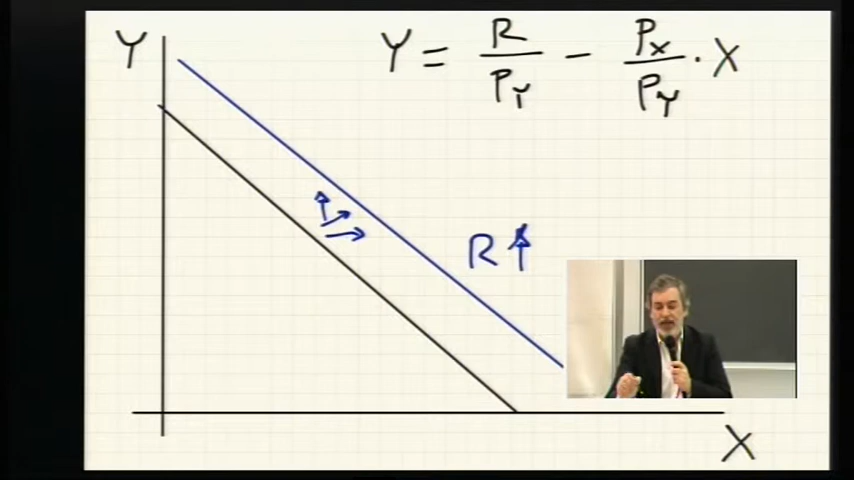 Y
Y = R/P_Y - P_X/P_Y · X
R ↑
X